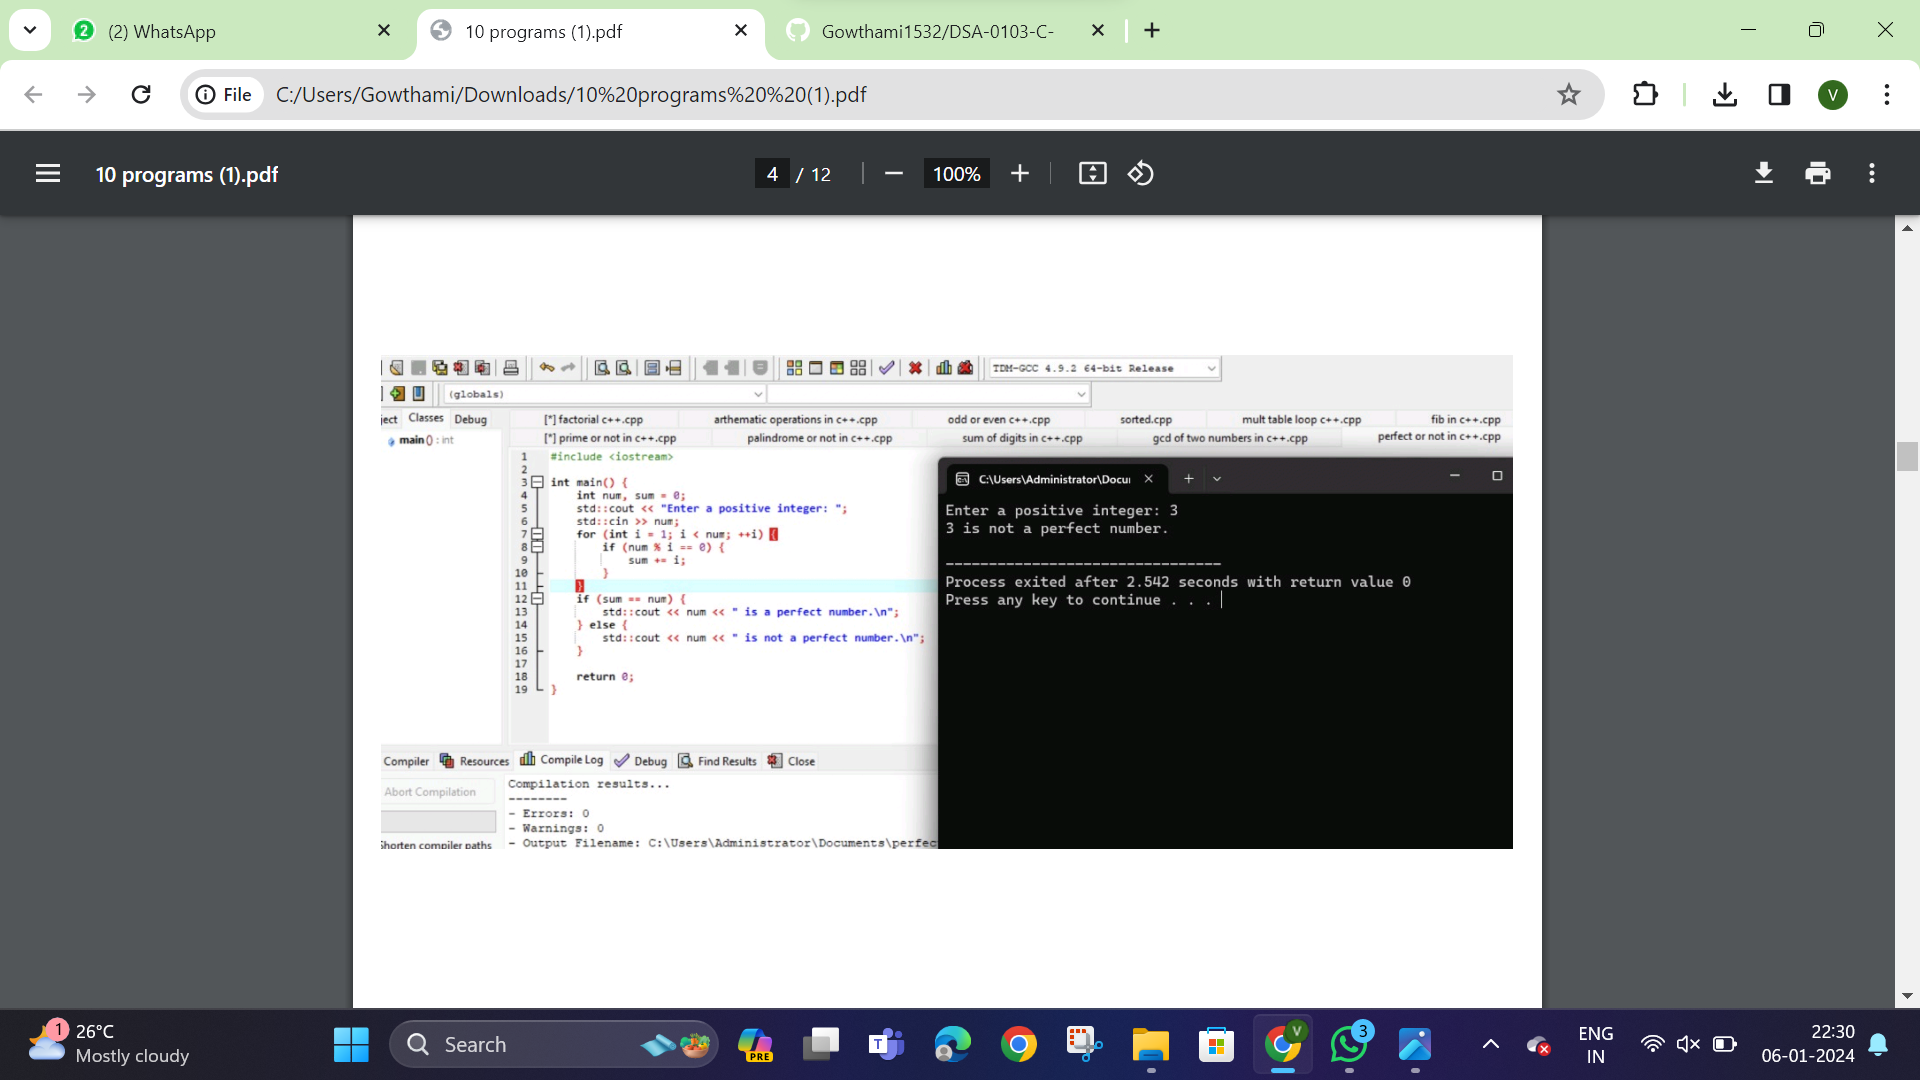 (2) WhatsApp
10 programs (1).pdf
Gowthami1532/DSA-0103-C-
File
C:/Users/Gowthami/Downloads/10%20programs%20%20(1).pdf
V
10 programs (1).pdf
4 / 12
100%
TDM-GCC 4.9.2 64-bit Release
(globals)
ject Classes Debug
[*] factorial c++.cpp arthematic operations in c++.cpp odd or even c++.cpp sorted.cpp mult table loop c++.cpp fib in c++.cpp
main() : int
[*] prime or not in c++.cpp palindrome or not in c++.cpp sum of digits in c++.cpp gcd of two numbers in c++.cpp perfect or not in c++.cpp
1 #include <iostream>
2
3 int main() {
4 int num, sum = 0;
5 std::cout << "Enter a positive integer: ";
6 std::cin >> num;
7 for (int i = 1; i < num; ++i) {
8 if (num % i == 0) {
9 sum += i;
10 }
11 }
12 if (sum == num) {
13 std::cout << num << " is a perfect number.\n";
14 } else {
15 std::cout << num << " is not a perfect number.\n";
16 }
17
18 return 0;
19 }
C:\Users\Administrator\Docu
Enter a positive integer: 3
3 is not a perfect number.
--------------------------------
Process exited after 2.542 seconds with return value 0
Press any key to continue . . .
Compiler Resources Compile Log Debug Find Results Close
Abort Compilation
Shorten compiler paths
Compilation results...
--------
- Errors: 0
- Warnings: 0
- Output Filename: C:\Users\Administrator\Documents\perfec
1
26°C
Mostly cloudy
Search
PRE
T
V
3
ENG
IN
22:30
06-01-2024